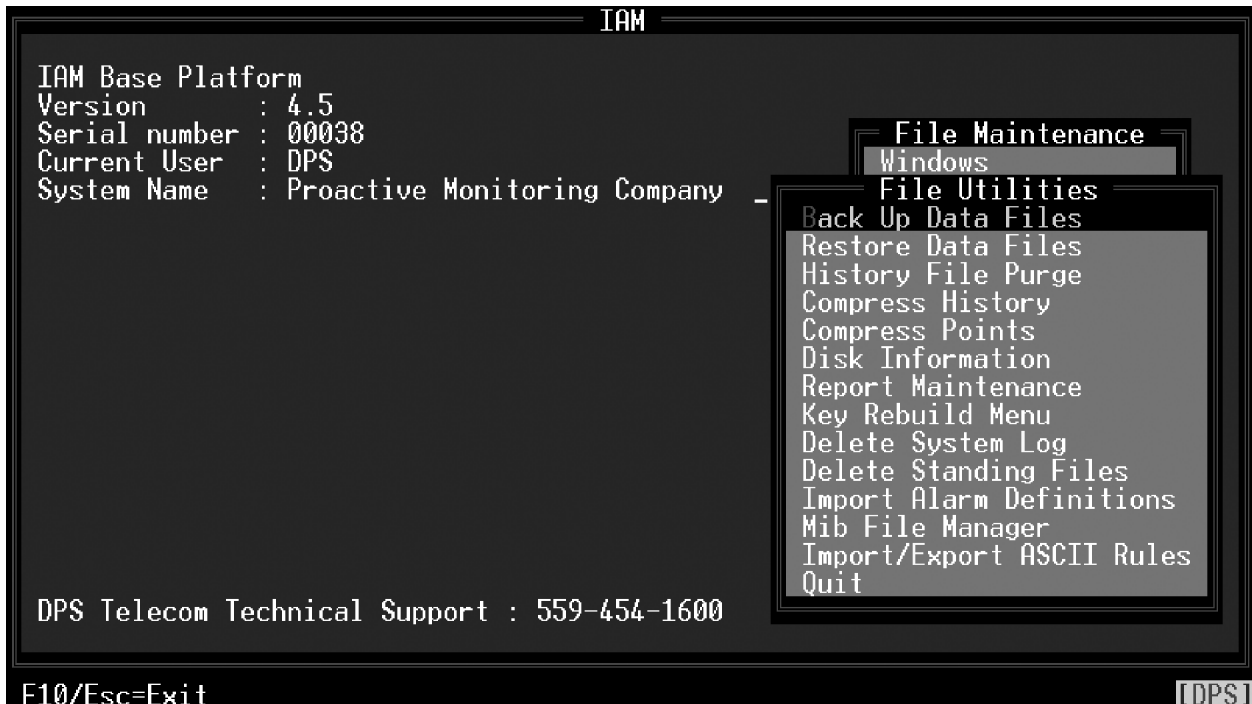 IAM
IAM Base Platform
Version : 4.5
Serial number : 00038
Current User : DPS
System Name : Proactive Monitoring Company _
File Maintenance
Windows
File Utilities
Back Up Data Files
Restore Data Files
History File Purge
Compress History
Compress Points
Disk Information
Report Maintenance
Key Rebuild Menu
Delete System Log
Delete Standing Files
Import Alarm Definitions
Mib File Manager
Import/Export ASCII Rules
Quit
DPS Telecom Technical Support : 559-454-1600
F10/Esc=Exit
[DPS]